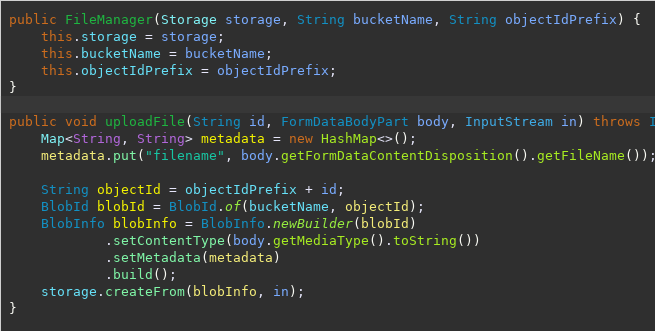 public FileManager(Storage storage, String bucketName, String objectIdPrefix) {
    this.storage = storage;
    this.bucketName = bucketName;
    this.objectIdPrefix = objectIdPrefix;
}
public void uploadFile(String id, FormDataBodyPart body, InputStream in) throws I
    Map<String, String> metadata = new HashMap<>();
    metadata.put("filename", body.getFormDataContentDisposition().getFileName());
    String objectId = objectIdPrefix + id;
    BlobId blobId = BlobId.of(bucketName, objectId);
    BlobInfo blobInfo = BlobInfo.newBuilder(blobId)
            .setContentType(body.getMediaType().toString())
            .setMetadata(metadata)
            .build();
    storage.createFrom(blobInfo, in);
}